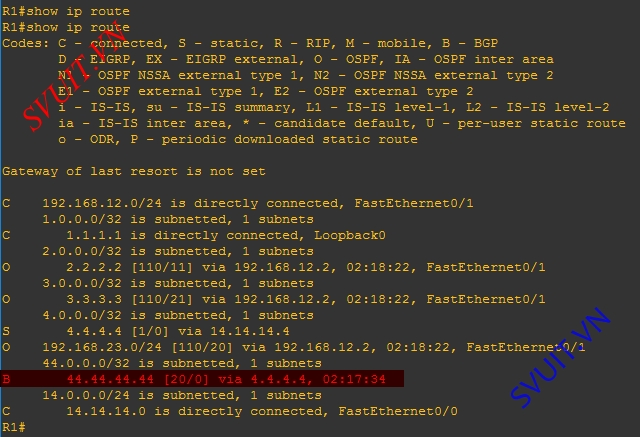 R1#show ip route
R1#show ip route
Codes: C - connected, S - static, R - RIP, M - mobile, B - BGP
       D - EIGRP, EX - EIGRP external, O - OSPF, IA - OSPF inter area
       N1 - OSPF NSSA external type 1, N2 - OSPF NSSA external type 2
       E1 - OSPF external type 1, E2 - OSPF external type 2
       i - IS-IS, su - IS-IS summary, L1 - IS-IS level-1, L2 - IS-IS level-2
       ia - IS-IS inter area, * - candidate default, U - per-user static route
       o - ODR, P - periodic downloaded static route
Gateway of last resort is not set
C    192.168.12.0/24 is directly connected, FastEthernet0/1
     1.0.0.0/32 is subnetted, 1 subnets
C       1.1.1.1 is directly connected, Loopback0
     2.0.0.0/32 is subnetted, 1 subnets
O       2.2.2.2 [110/11] via 192.168.12.2, 02:18:22, FastEthernet0/1
     3.0.0.0/32 is subnetted, 1 subnets
O       3.3.3.3 [110/21] via 192.168.12.2, 02:18:22, FastEthernet0/1
     4.0.0.0/32 is subnetted, 1 subnets
S       4.4.4.4 [1/0] via 14.14.14.4
O    192.168.23.0/24 [110/20] via 192.168.12.2, 02:18:22, FastEthernet0/1
     44.0.0.0/32 is subnetted, 1 subnets
B       44.44.44.44 [20/0] via 4.4.4.4, 02:17:34
     14.0.0.0/24 is subnetted, 1 subnets
C       14.14.14.0 is directly connected, FastEthernet0/0
R1#
SVUIT.VN
SVUIT.VN